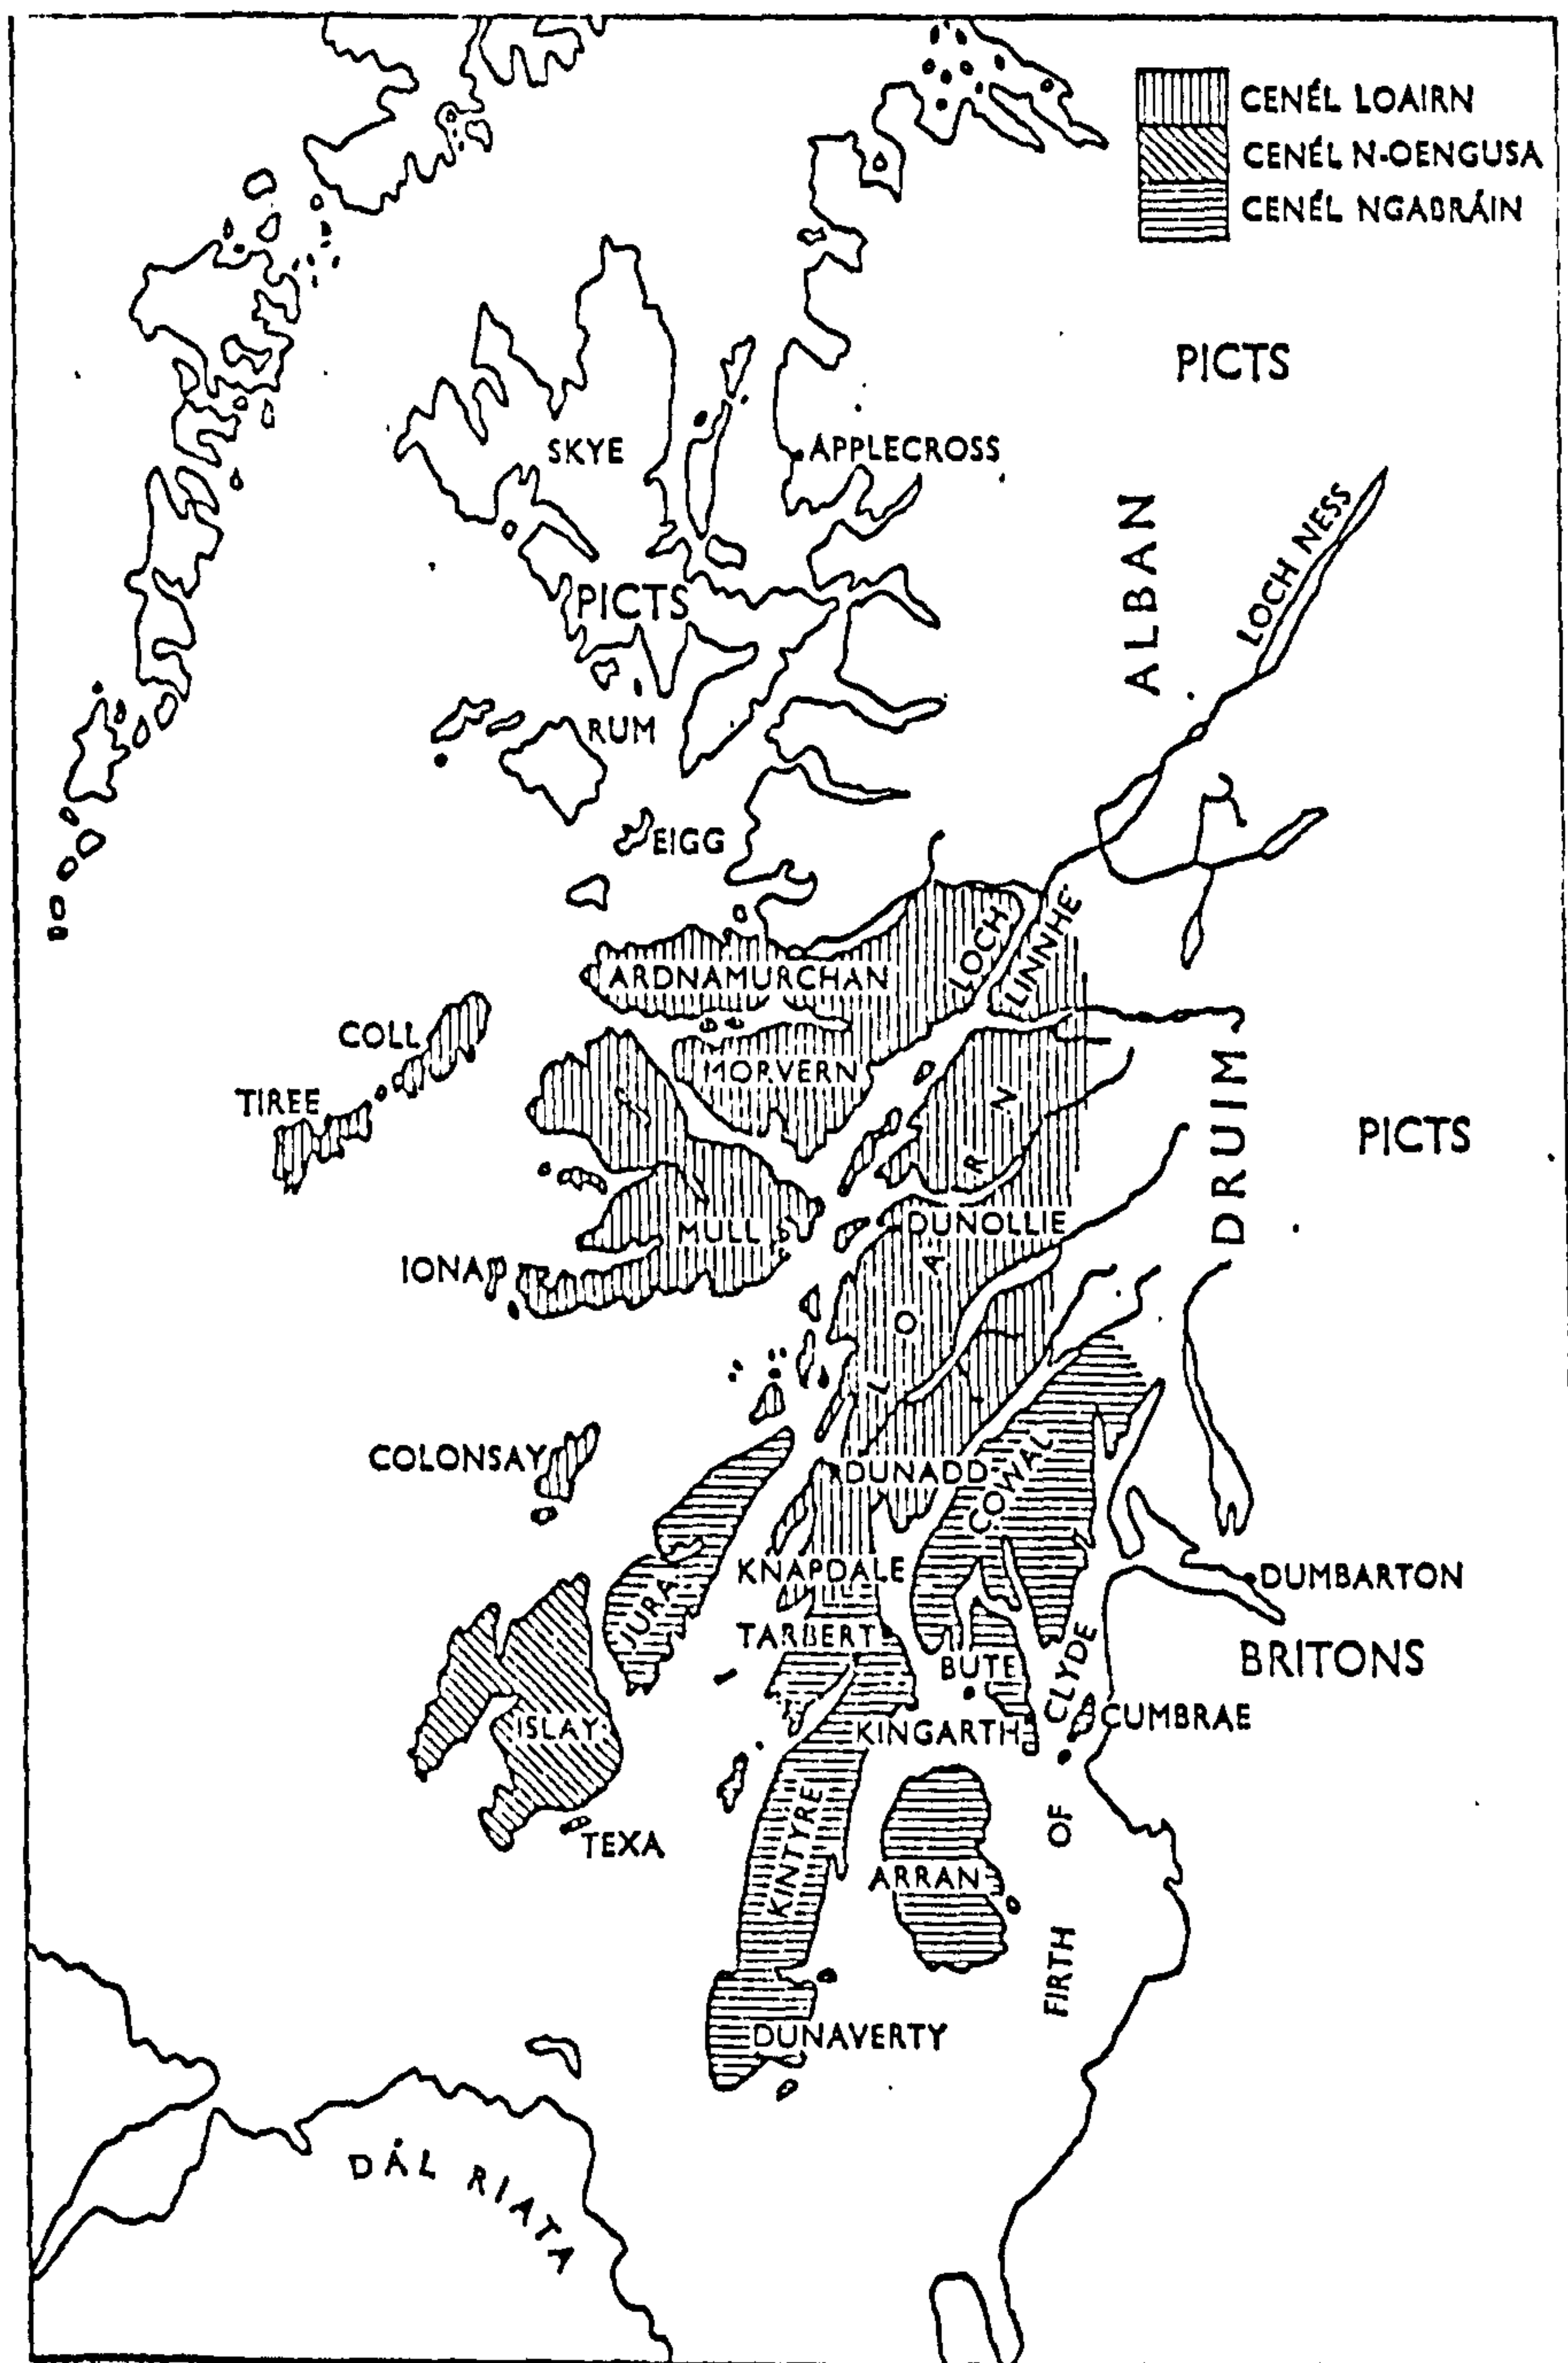 CENÉL LOAIRN
CENÉL N-OENGUSA
CENÉL NGABRÁIN
PICTS
SKYE
APPLECROSS
ALBAN
LOCH NESS
PICTS
RUM
EIGG
LOCH
LINNHE
ARDNAMURCHAN
COLL
MORVERN
TIREE
DRUIM
PICTS
LOAIRN
DUNOLLIE
MULL
IONA
COLONSAY
DUNADD
COWAL
KNAPDALE
JURA
DUMBARTON
TARBERT
BRITONS
BUTE
CLYDE
CUMBRAE
KINGARTH
ISLAY
OF
TEXA
KINTYRE
ARRAN
FIRTH
DUNAVERTY
DÁL RIATA